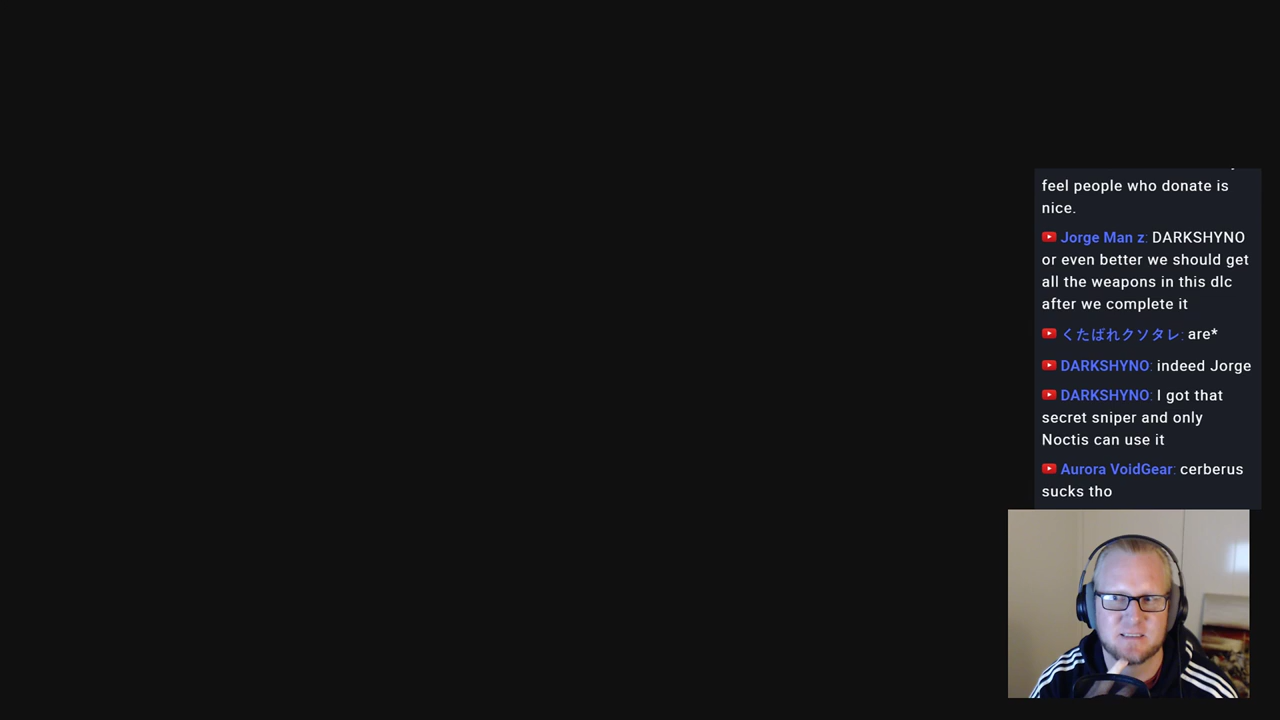 feel people who donate is
nice.
Jorge Man z: DARKSHYNO
or even better we should get
all the weapons in this dlc
after we complete it
くたばれクソタレ: are*
DARKSHYNO: indeed Jorge
DARKSHYNO: I got that
secret sniper and only
Noctis can use it
Aurora VoidGear: cerberus
sucks tho